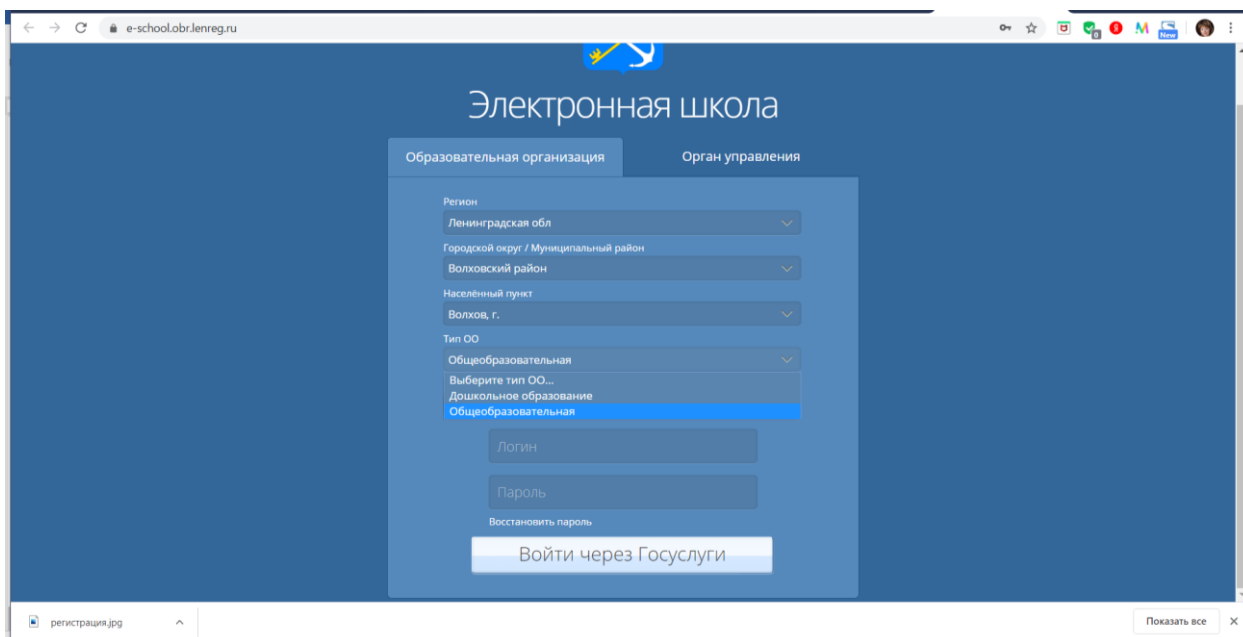 e-school.obr.lenreg.ru
0
New
Электронная школа
Образовательная организация
Орган управления
Регион
Ленинградская обл
Городской округ / Муниципальный район
Волховский район
Населённый пункт
Волхов, г.
Тип ОО
Общеобразовательная
Выберите тип ОО...
Дошкольное образование
Общеобразовательная
Логин
Пароль
Восстановить пароль
Войти через Госуслуги
регистрация.jpg
Показать все